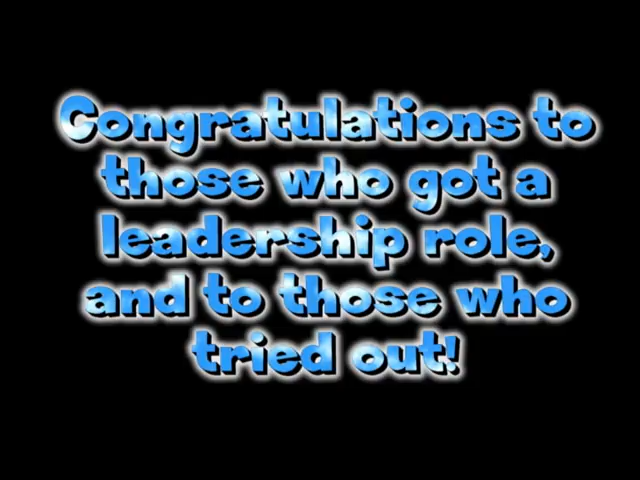 Congratulations to
those who got a
leadership role,
and to those who
tried out!